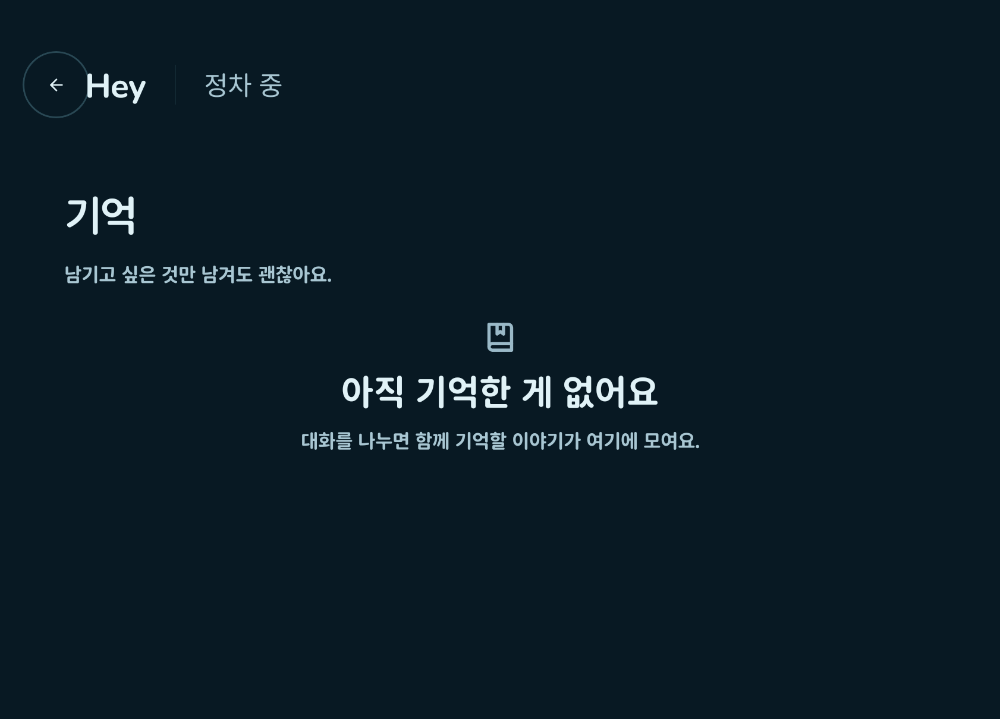 Hey 정차 중
기억
남기고 싶은 것만 남겨도 괜찮아요.
아직 기억한 게 없어요
대화를 나누면 함께 기억할 이야기가 여기에 모여요.